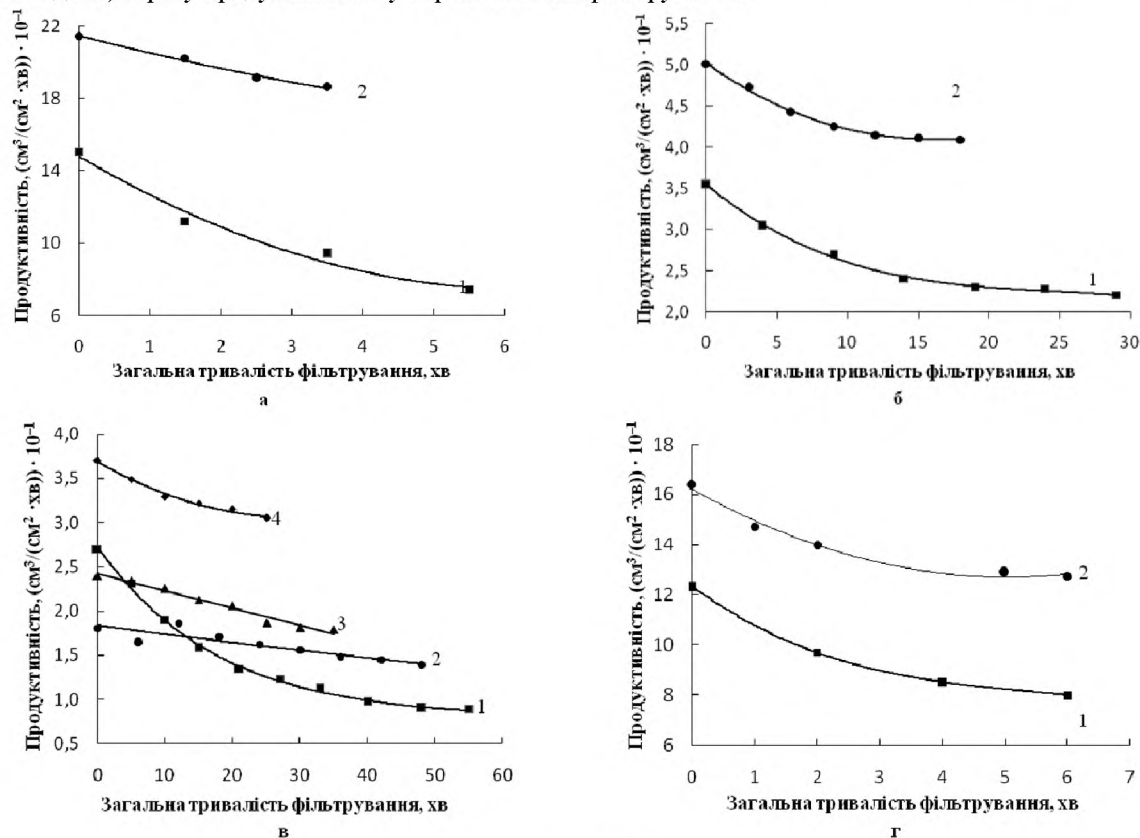 Продуктивність, (см³/(см² ·хв)) · 10⁻¹
22
18
14
10
6
2
1
0 1 2 3 4 5 6
Загальна тривалість фільтрування, хв
а
Продуктивність, (см³/(см² ·хв)) · 10⁻¹
5,0
4,5
4,0
3,5
3,0
2,5
2,0
2
1
0 5 10 15 20 25 30
Загальна тривалість фільтрування, хв
б
Продуктивність, (см³/(см² ·хв)) · 10⁻¹
4,0
3,5
3,0
2,5
2,0
1,5
1,0
0,5
4
3
2
1
0 10 20 30 40 50 60
Загальна тривалість фільтрування, хв
в
Продуктивність, (см³/(см² ·хв)) · 10⁻¹
18
16
14
12
10
8
6
2
1
0 1 2 3 4 5 6 7
Загальна тривалість фільтрування, хв
г